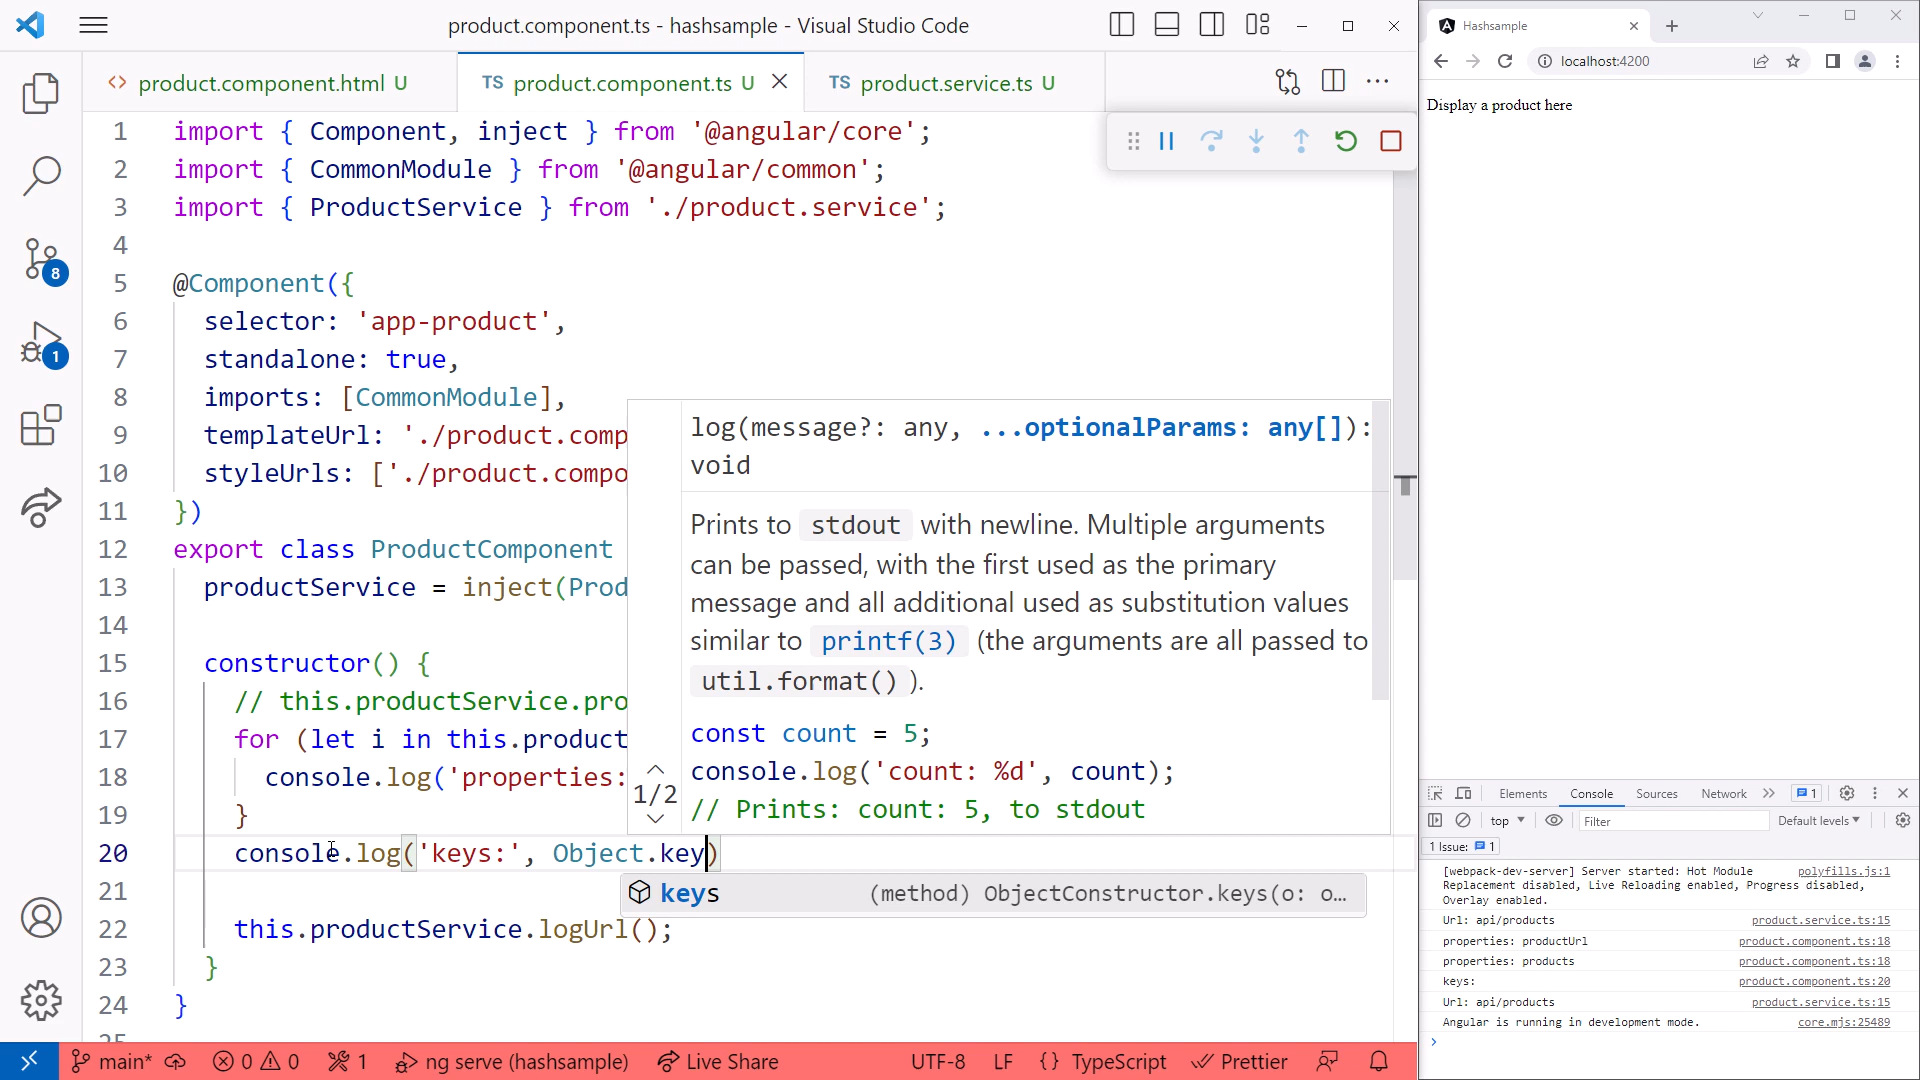 product.component.ts - hashsample - Visual Studio Code
<> product.component.html U
TS product.component.ts U
TS product.service.ts U
1 import { Component, inject } from '@angular/core';
2 import { CommonModule } from '@angular/common';
3 import { ProductService } from './product.service';
4
5 @Component({
6 selector: 'app-product',
7 standalone: true,
8 imports: [CommonModule],
9 templateUrl: './product.comp
10 styleUrls: ['./product.compo
11 })
12 export class ProductComponent
13 productService = inject(Prod
14
15 constructor() {
16 // this.productService.pro
17 for (let i in this.product
18 console.log('properties:
19 }
20 console.log('keys:', Object.key)
21
22 this.productService.logUrl();
23 }
24 }
8
1
log(message?: any, ...optionalParams: any[]):
void
Prints to stdout with newline. Multiple arguments
can be passed, with the first used as the primary
message and all additional used as substitution values
similar to printf(3) (the arguments are all passed to
util.format() ).
const count = 5;
console.log('count: %d', count);
// Prints: count: 5, to stdout
1/2
keys (method) ObjectConstructor.keys(o: o...
main* 0 0 1 ng serve (hashsample) Live Share UTF-8 LF {} TypeScript Prettier
Hashsample
localhost:4200
Display a product here
Elements Console Sources Network 1
top Filter Default levels
1 Issue: 1
[webpack-dev-server] Server started: Hot Module polyfills.js:1
Replacement disabled, Live Reloading enabled, Progress disabled,
Overlay enabled.
Url: api/products product.service.ts:15
properties: productUrl product.component.ts:18
properties: products product.component.ts:18
keys: product.component.ts:20
Url: api/products product.service.ts:15
Angular is running in development mode. core.mjs:25489